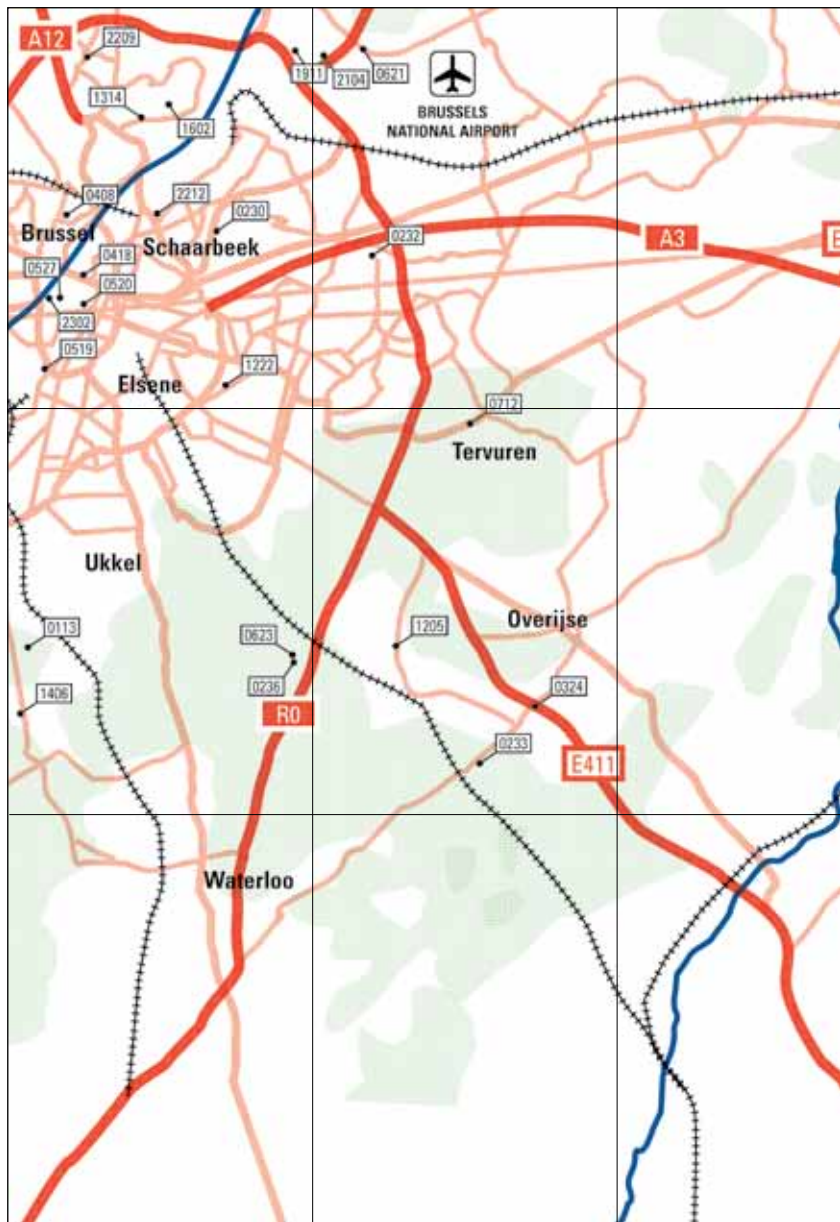 A12
2209
1911
2104
0621
BRUSSELS
NATIONAL AIRPORT
1314
1602
0408
2212
0230
Brussel
Schaarbeek
0232
A3
E
0418
0527
0520
2302
0519
Elsene
1222
0712
Tervuren
Ukkel
0113
0623
1205
Overijse
0236
1406
R0
0324
0233
E411
Waterloo